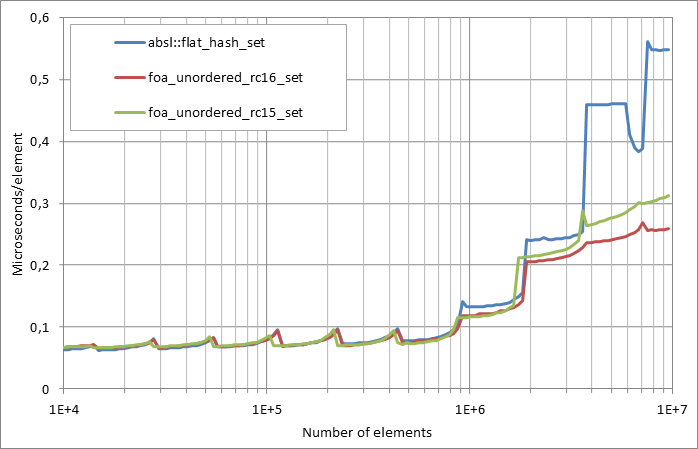 0,6
absl::flat_hash_set
foa_unordered_rc16_set
foa_unordered_rc15_set
0,5
0,4
0,3
0,2
0,1
0
Microseconds/element
1E+4
1E+5
1E+6
1E+7
Number of elements